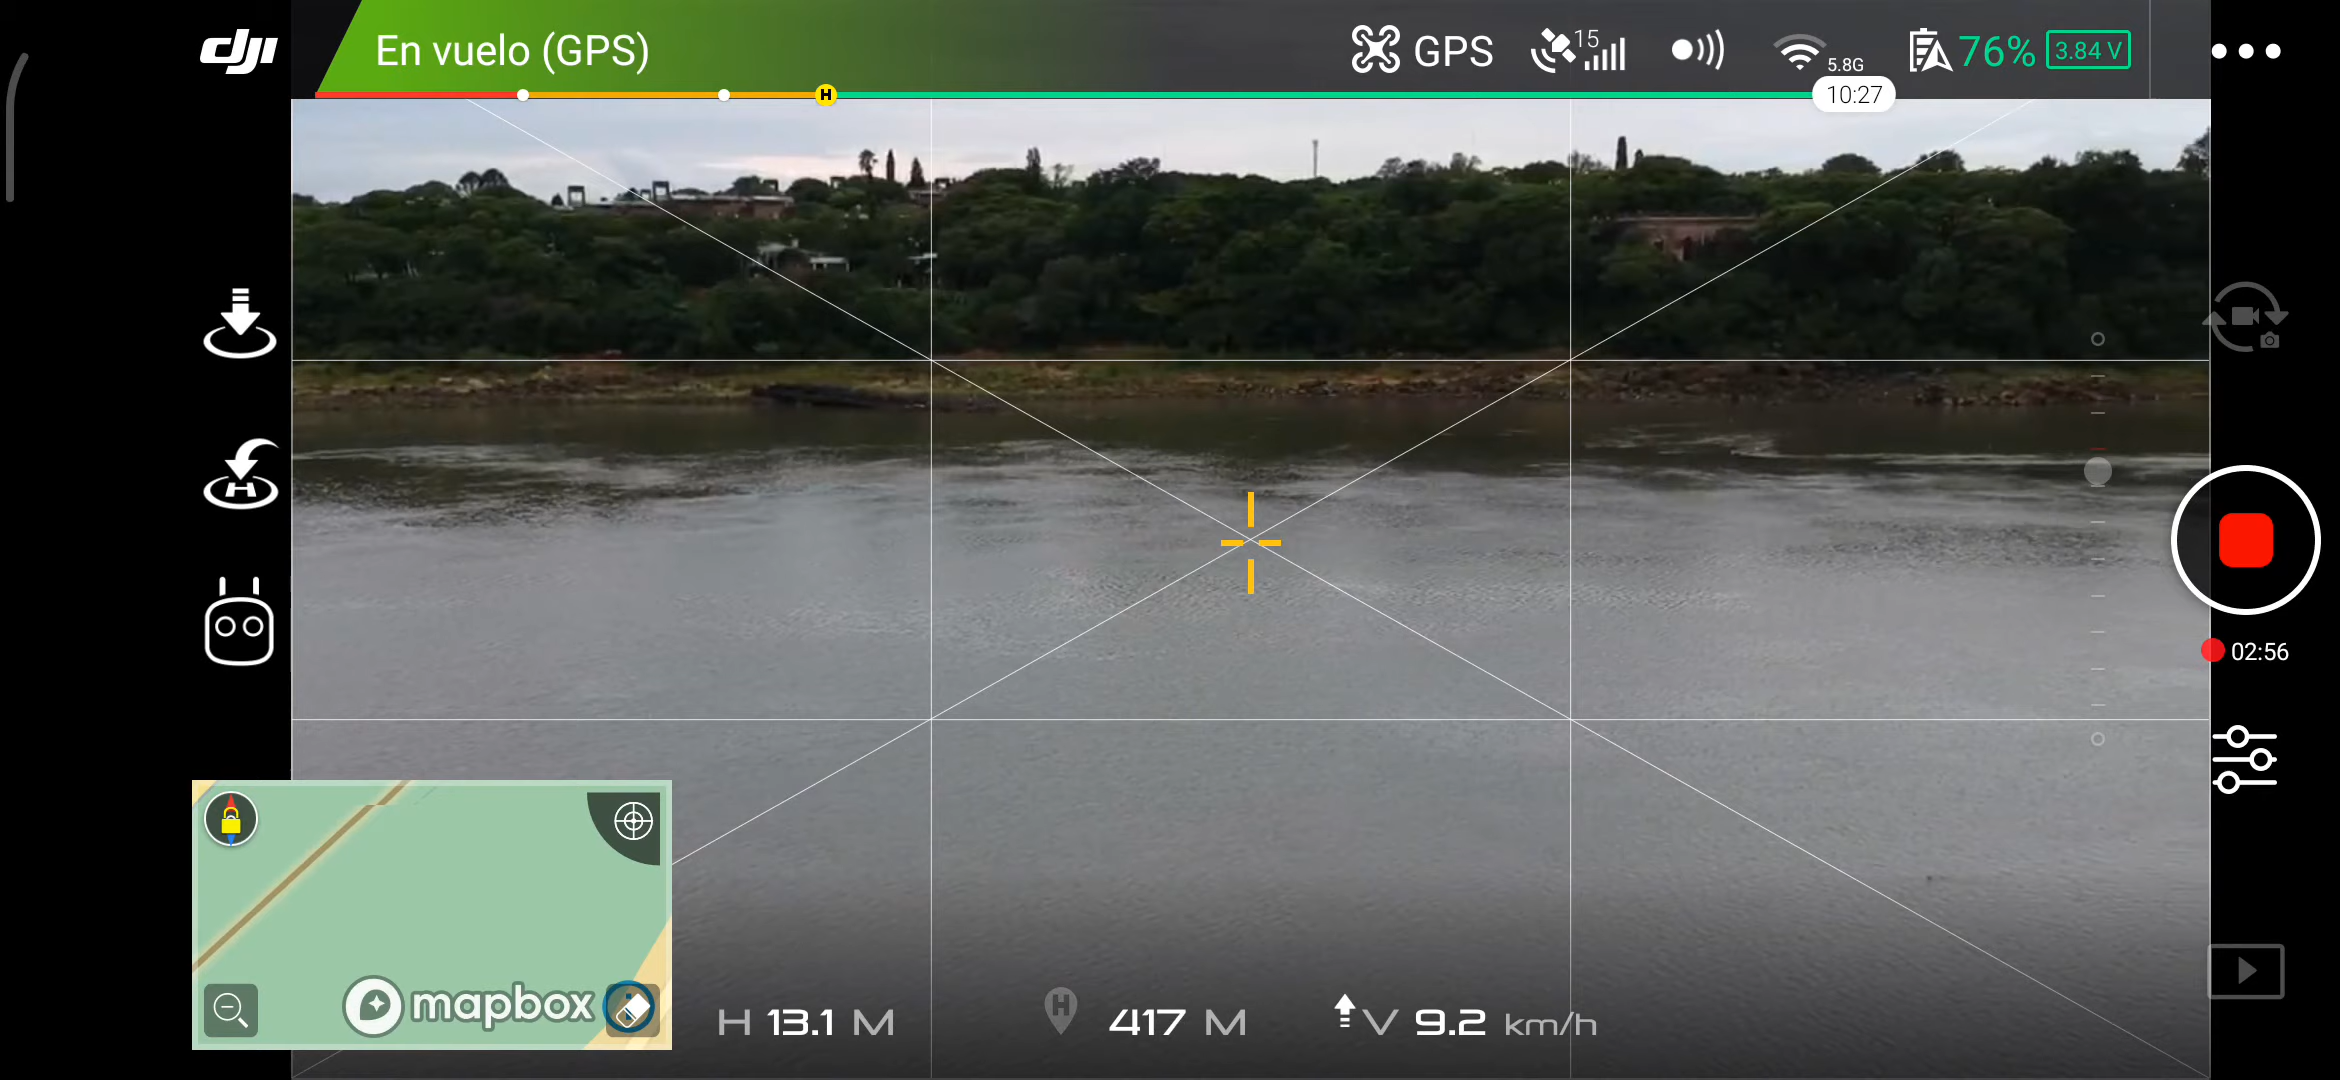 dji
En vuelo (GPS)
GPS
15
5.8G
76%
3.84 V
H
10:27
H
02:56
mapbox
H 13.1 M
H 417 M
V 9.2 km/h